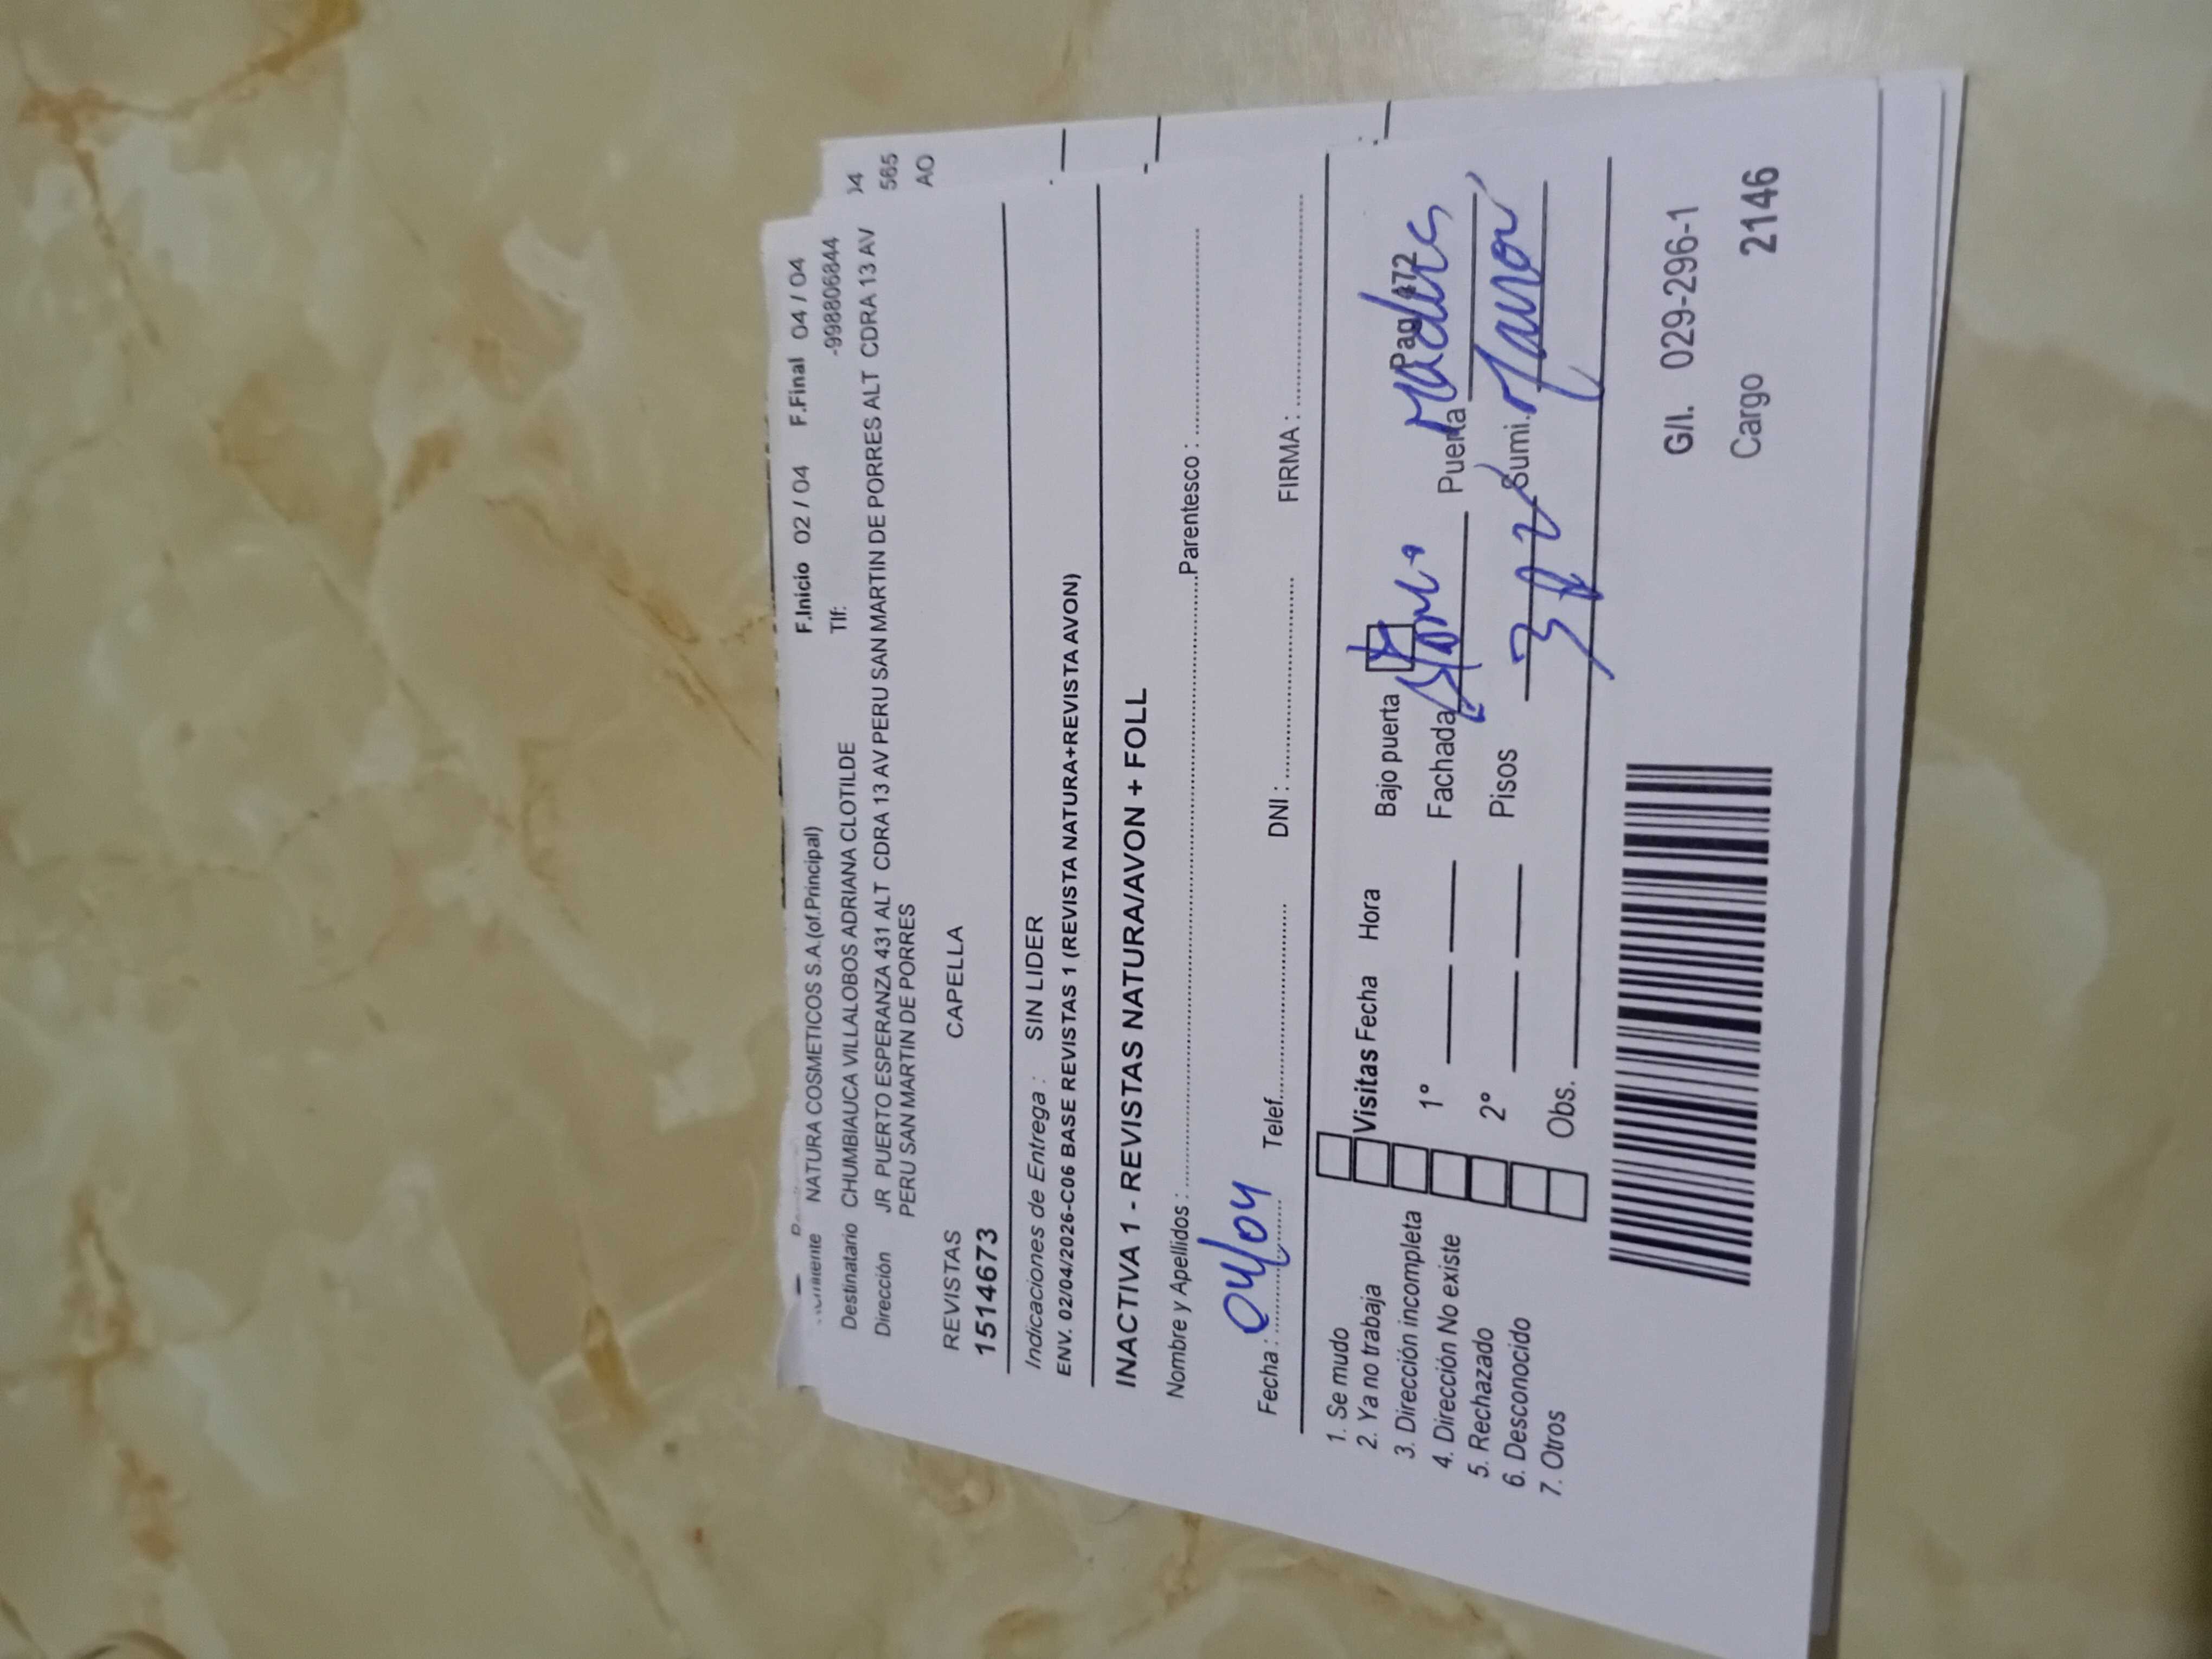 NATURA COSMETICOS S.A.(of.Principal) F.Inicio 02 / 04 F.Final 04 / 04
Destinatario CHUMBIAUCA VILLALOBOS ADRIANA CLOTILDE Tlf: -998806844
Dirección JR PUERTO ESPERANZA 431 ALT CDRA 13 AV PERU SAN MARTIN DE PORRES ALT CDRA 13 AV
PERU SAN MARTIN DE PORRES
REVISTAS CAPELLA
1514673
Indicaciones de Entrega : SIN LIDER
ENV. 02/04/2026-C06 BASE REVISTAS 1 (REVISTA NATURA+REVISTA AVON)
INACTIVA 1 - REVISTAS NATURA/AVON + FOLL
Nombre y Apellidos : Parentesco :
Fecha : 04/04 Telef. DNI : FIRMA :
1. Se mudo
2. Ya no trabaja
3. Dirección incompleta
4. Dirección No existe
5. Rechazado
6. Desconocido
7. Otros
Visitas Fecha Hora Bajo puerta Pag 472
1° Fachada Puerta
2° Pisos 3 Sumi.
Obs.
G/I. 029-296-1
Cargo 2146
565
AO